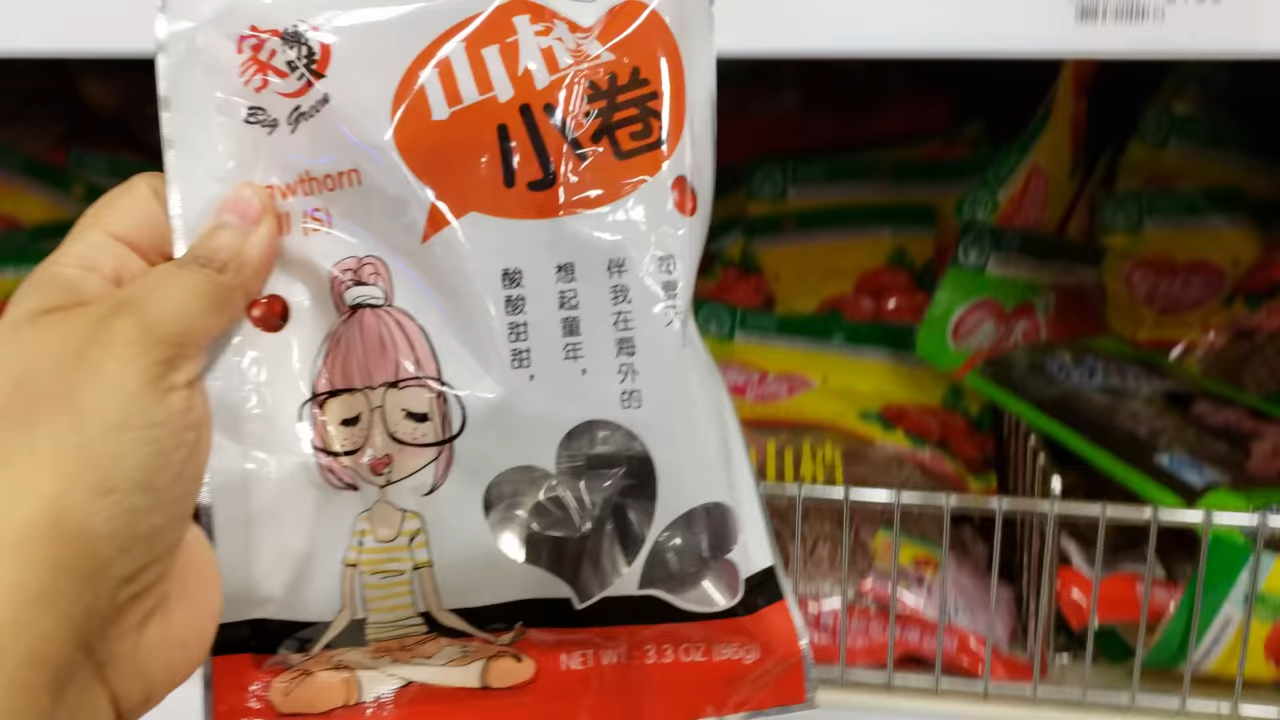 家乡味
Big Green
山楂
小卷
伴我在海外的
想起童年，
酸酸甜甜，
NET WT.: 3.3 OZ (95g)